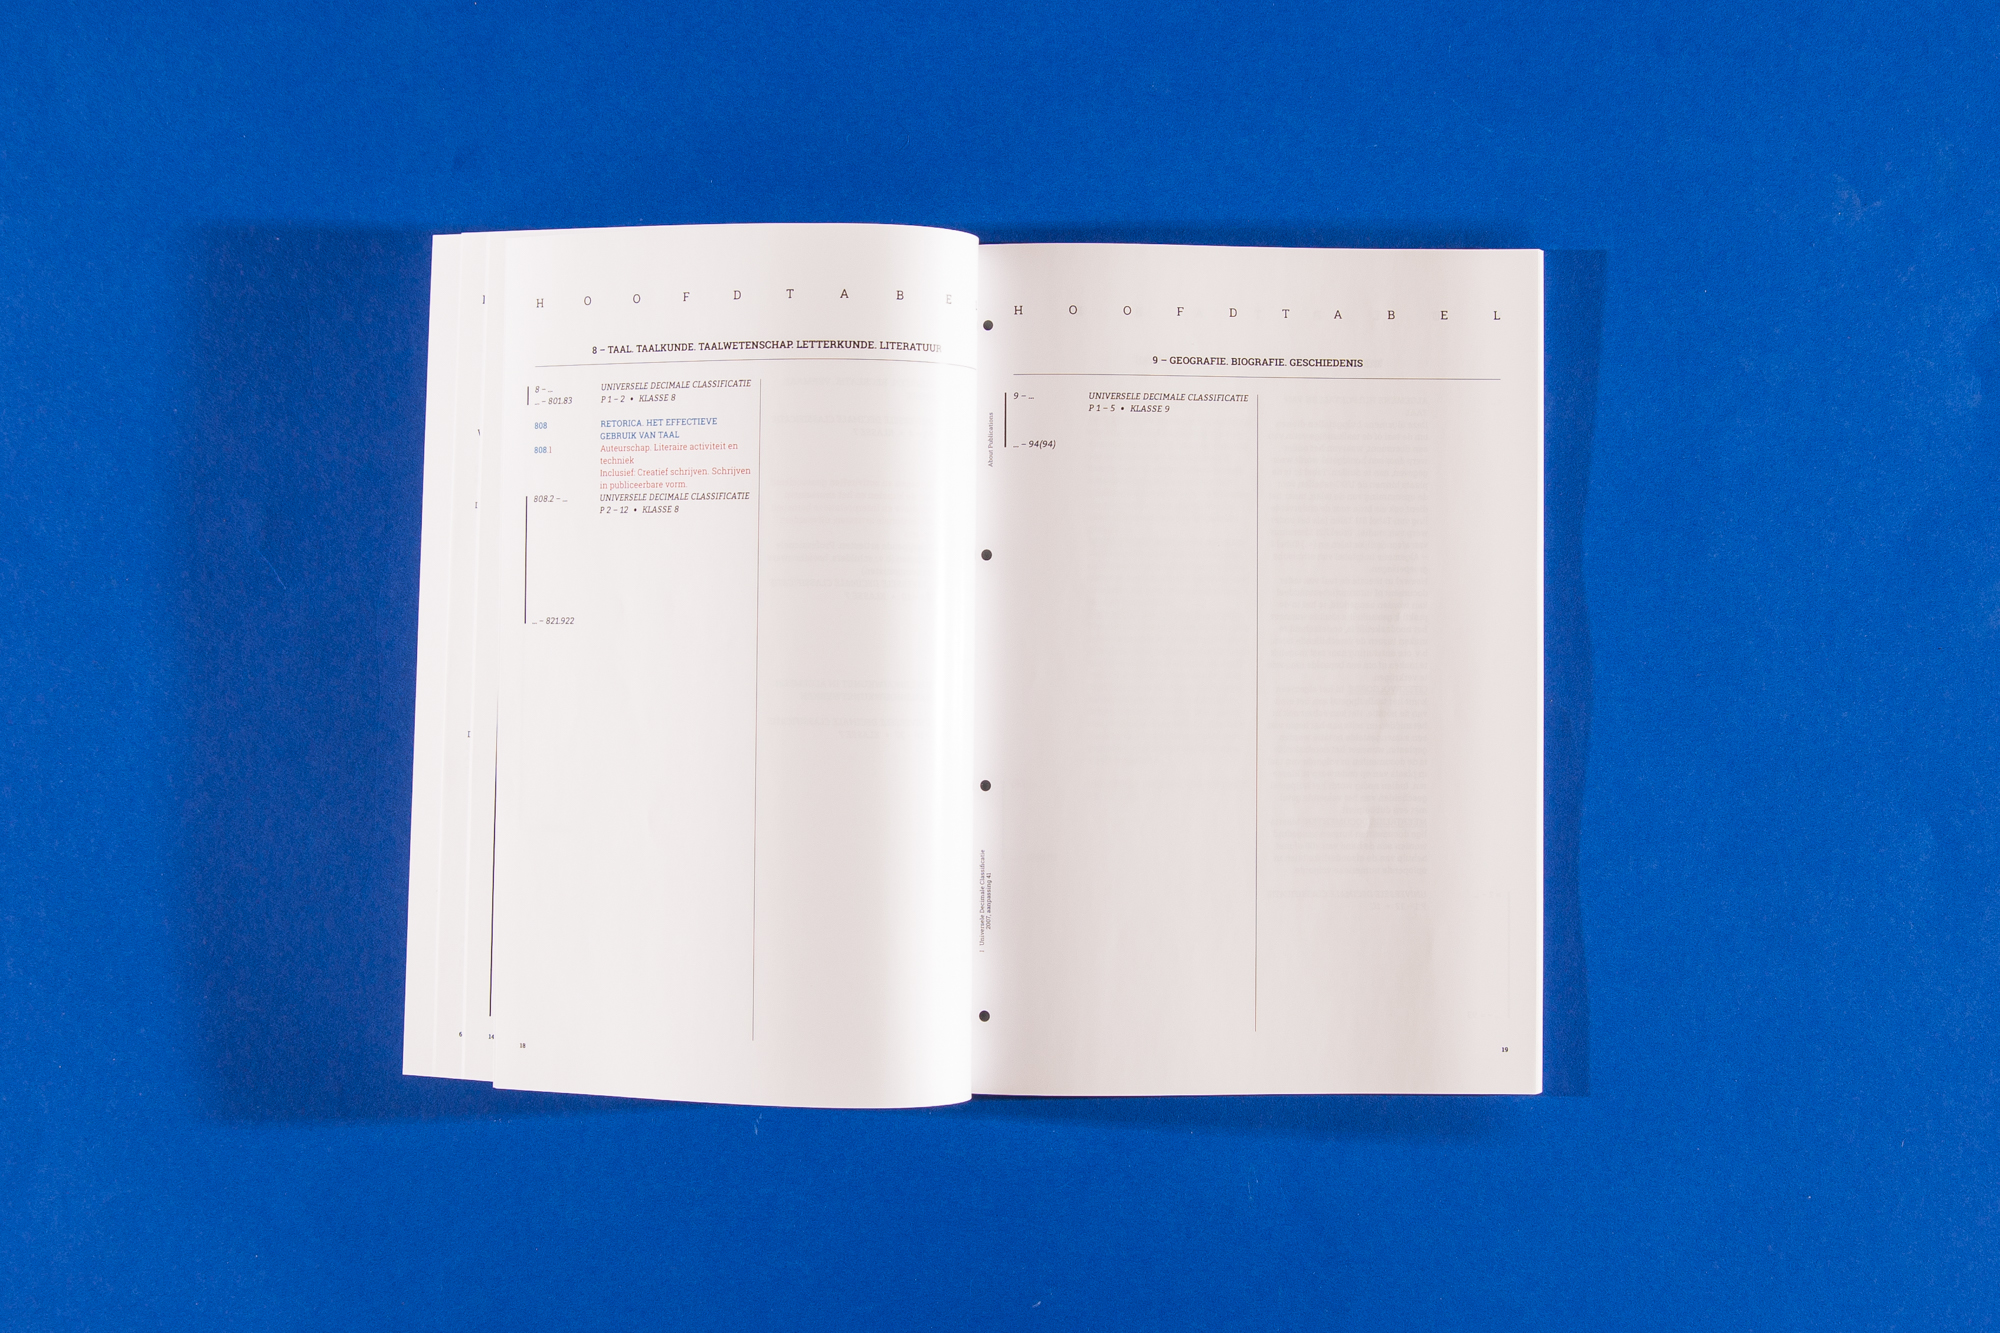 H O O F D T A B E
8 – TAAL. TAALKUNDE. TAALWETENSCHAP. LETTERKUNDE. LITERATUUR
8 – ...
... – 801.83
UNIVERSELE DECIMALE CLASSIFICATIE
P 1 – 2 • KLASSE 8
808
RETORICA. HET EFFECTIEVE
GEBRUIK VAN TAAL
808.1
Auteurschap. Literaire activiteit en
techniek
Inclusief: Creatief schrijven. Schrijven
in publiceerbare vorm.
808.2 – ...
UNIVERSELE DECIMALE CLASSIFICATIE
P 2 – 12 • KLASSE 8
... – 821.922
6
14
18
H O O F D T A B E L
9 – GEOGRAFIE. BIOGRAFIE. GESCHIEDENIS
9 – ...
UNIVERSELE DECIMALE CLASSIFICATIE
P 1 – 5 • KLASSE 9
... – 94(94)
About Publications
| Universele Decimale Classificatie
2007, aanpassing 41
19